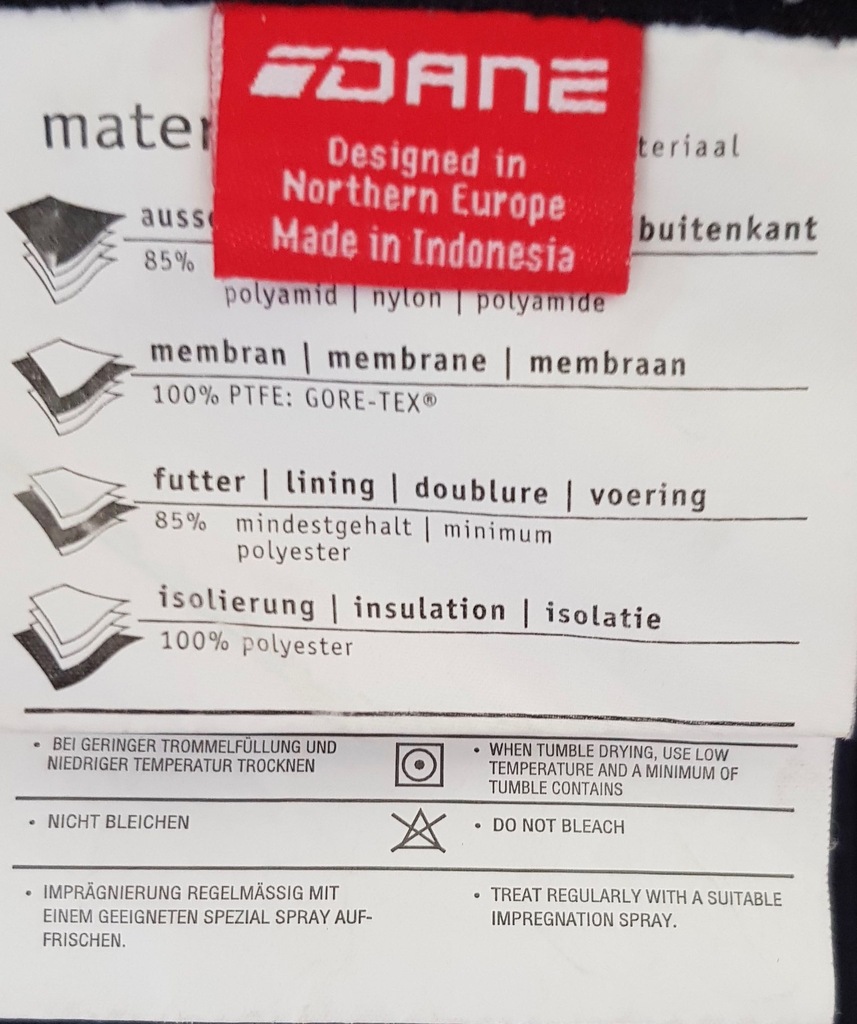 DANE
Designed in
Northern Europe
Made in Indonesia
buitenkant
85%
polyamid | nylon | polyamide
membran | membrane | membraan
100% PTFE: GORE-TEX®
futter | lining | doublure | voering
85% mindestgehalt | minimum
polyester
isolierung | insulation | isolatie
100% polyester
• BEI GERINGER TROMMELFÜLLUNG UND
NIEDRIGER TEMPERATUR TROCKNEN
• WHEN TUMBLE DRYING, USE LOW
TEMPERATURE AND A MINIMUM OF
TUMBLE CONTAINS
• NICHT BLEICHEN
• DO NOT BLEACH
• IMPRÄGNIERUNG REGELMÄSSIG MIT
EINEM GEEIGNETEN SPEZIAL SPRAY AUF-
FRISCHEN.
• TREAT REGULARLY WITH A SUITABLE
IMPREGNATION SPRAY.